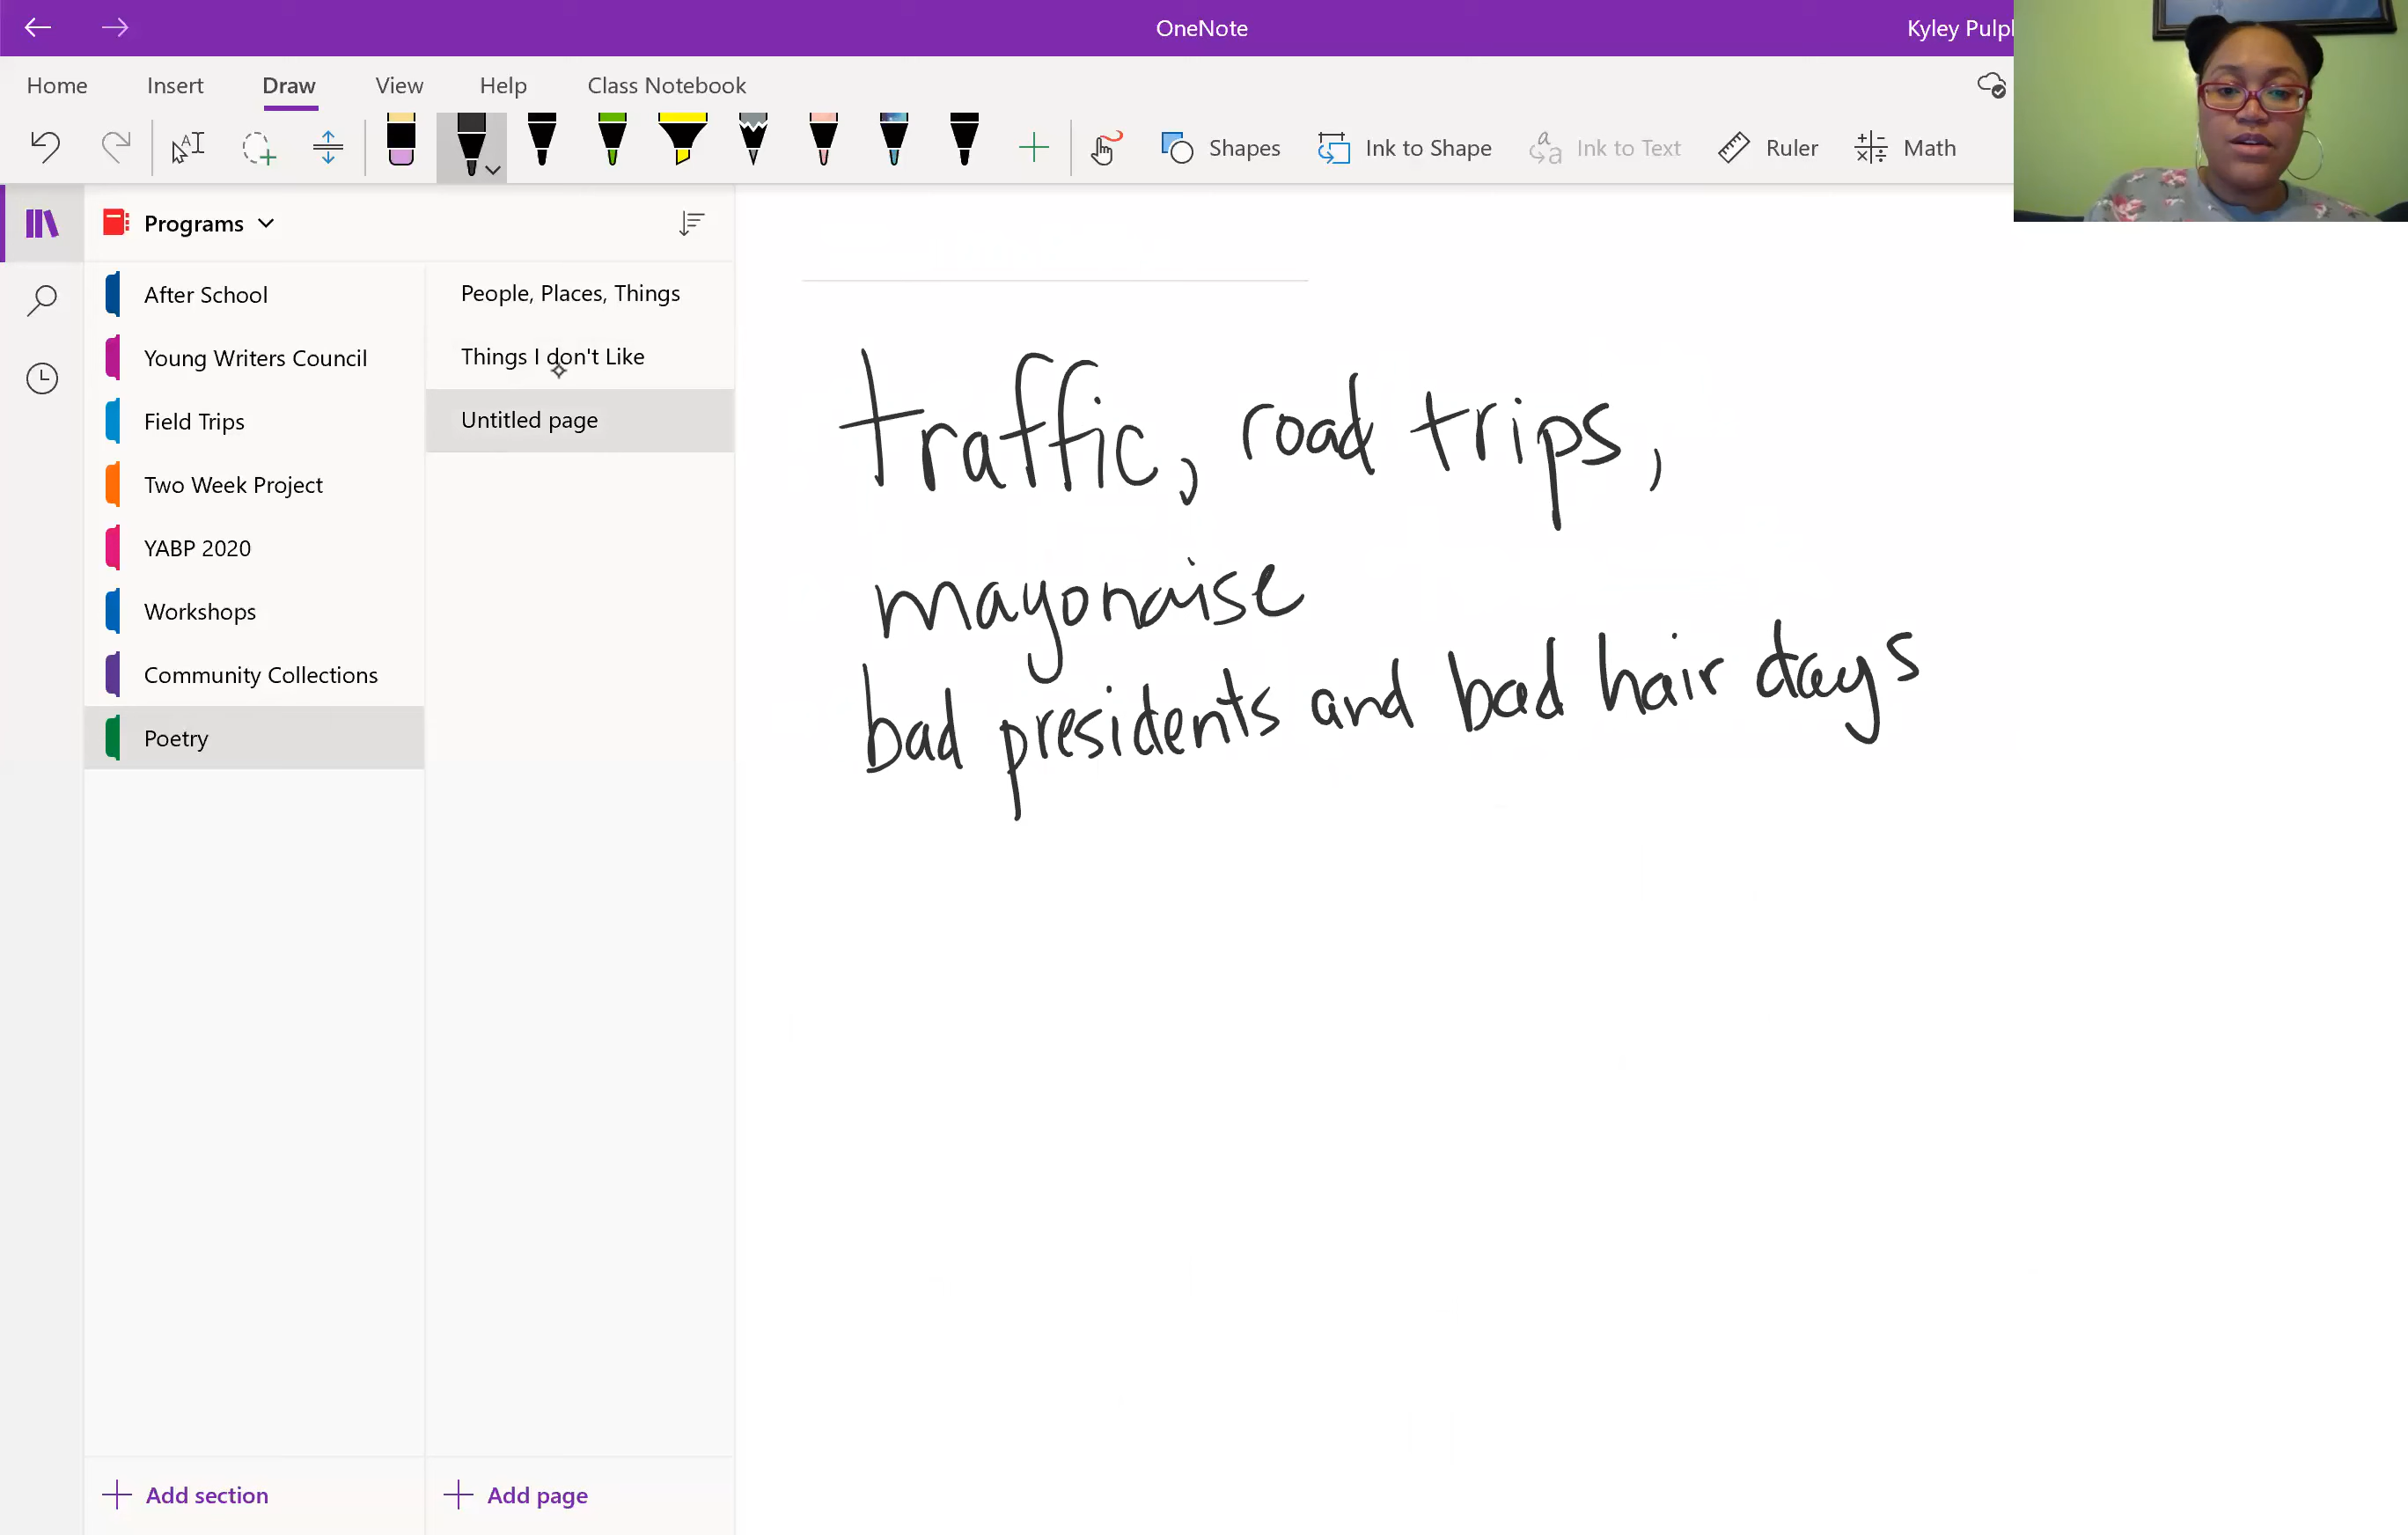 OneNote
Kyley Pulpl
Home Insert Draw View Help Class Notebook
Shapes Ink to Shape Ink to Text Ruler Math
Programs
After School
Young Writers Council
Field Trips
Two Week Project
YABP 2020
Workshops
Community Collections
Poetry
Add section
People, Places, Things
Things I don't Like
Untitled page
Add page
traffic, road trips,
mayonaise
bad presidents and bad hair days